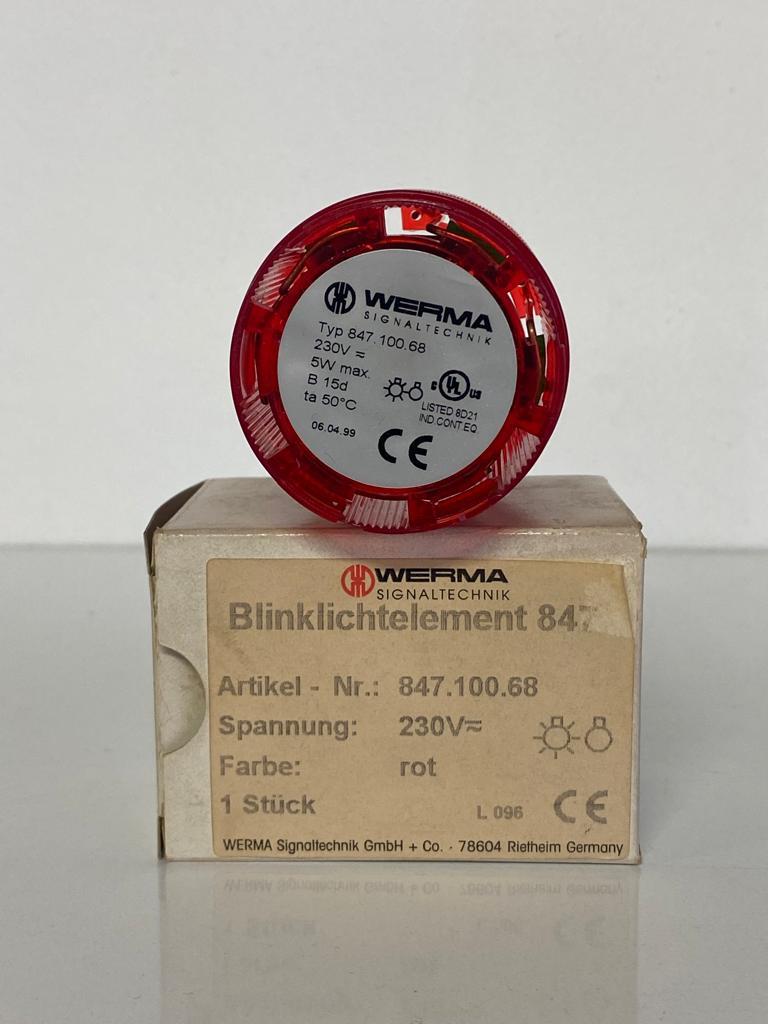 WERMA
SIGNALTECHNIK
Typ 847.100.68
230V ≂
5W max.
B 15d
ta 50°C
c UL us
LISTED 8D21
IND.CONT.EQ.
06.04.99
CE
WERMA
SIGNALTECHNIK
Blinklichtelement 847
Artikel - Nr.: 847.100.68
Spannung: 230V≂
Farbe: rot
1 Stück L 096 CE
WERMA Signaltechnik GmbH + Co. · 78604 Rietheim Germany